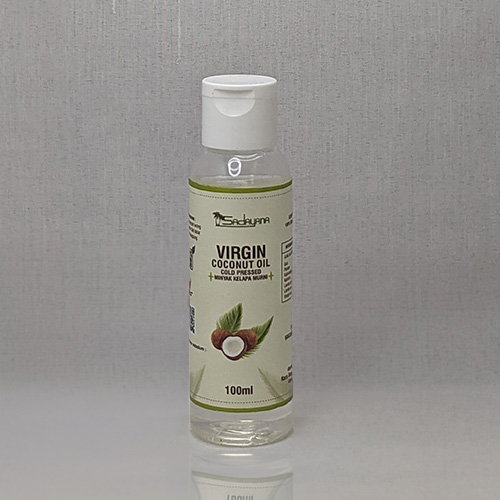 Sadayana
VIRGIN
COCONUT OIL
COLD PRESSED
MINYAK KELAPA MURNI
100ml